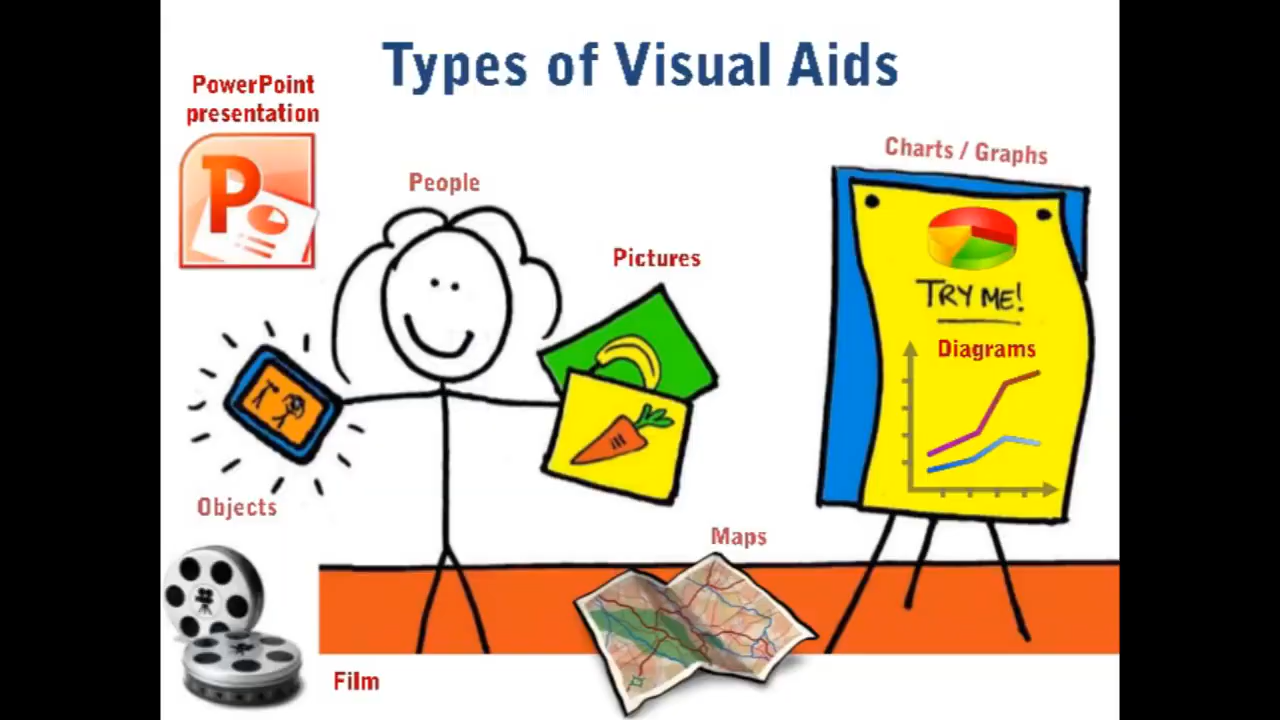 Types of Visual Aids
PowerPoint
presentation
P
People
Charts / Graphs
Pictures
TRY ME!
Diagrams
Objects
Maps
Film